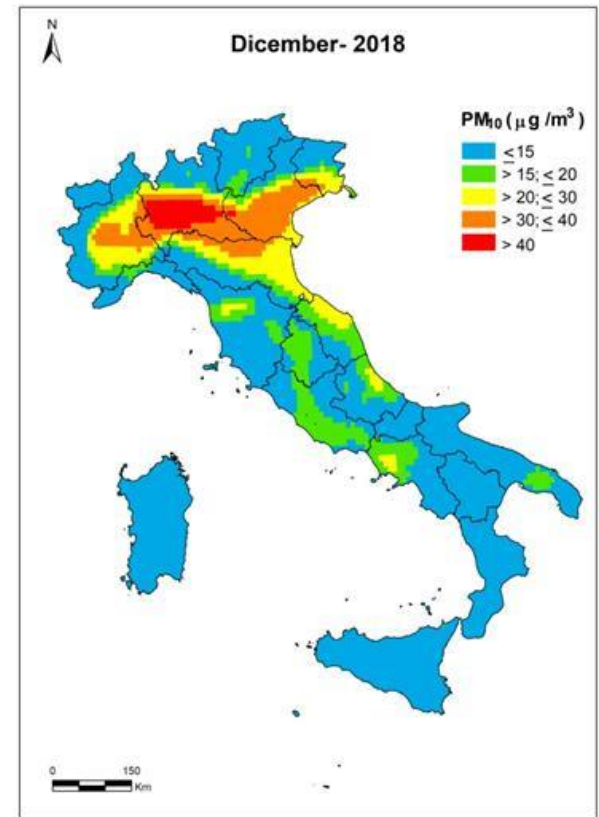 N
Dicember- 2018
PM₁₀ (µg /m³)
≤15
> 15; ≤ 20
> 20; ≤ 30
> 30; ≤ 40
> 40
0 150
Km